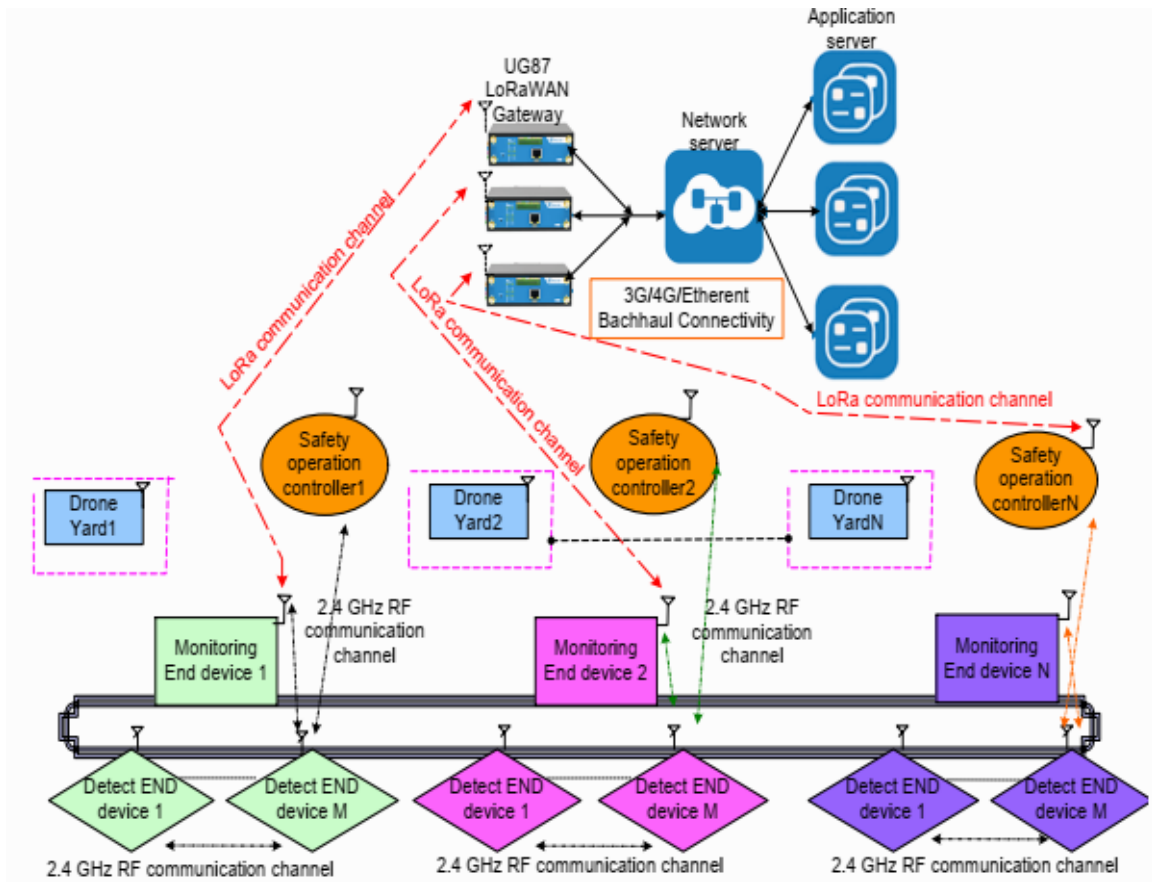 Application
server
UG87
LoRaWAN
Gateway
Network
server
3G/4G/Etherent
Bachhaul Connectivity
LoRa communication channel
LoRa communication channel
LoRa communication channel
Safety
operation
controller1
Safety
operation
controller2
Safety
operation
controllerN
Drone
Yard1
Drone
Yard2
Drone
YardN
2.4 GHz RF
communication
channel
2.4 GHz RF
communication
channel
Monitoring
End device 1
Monitoring
End device 2
Monitoring
End device N
Detect END
device 1
Detect END
device M
Detect END
device 1
Detect END
device M
Detect END
device 1
Detect END
device M
2.4 GHz RF communication channel
2.4 GHz RF communication channel
2.4 GHz RF communication channel